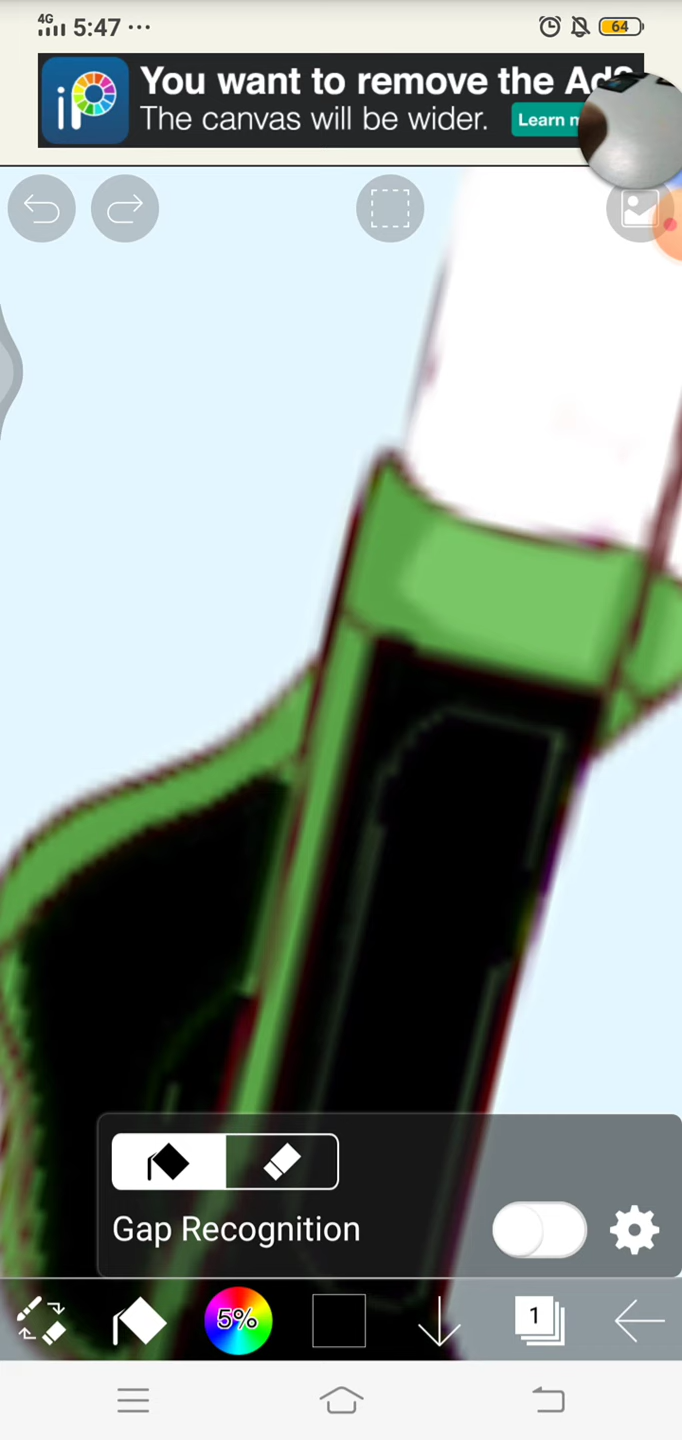 4G 5:47 ... 64
iP You want to remove the Ad?
The canvas will be wider. Learn
Gap Recognition
5% 1